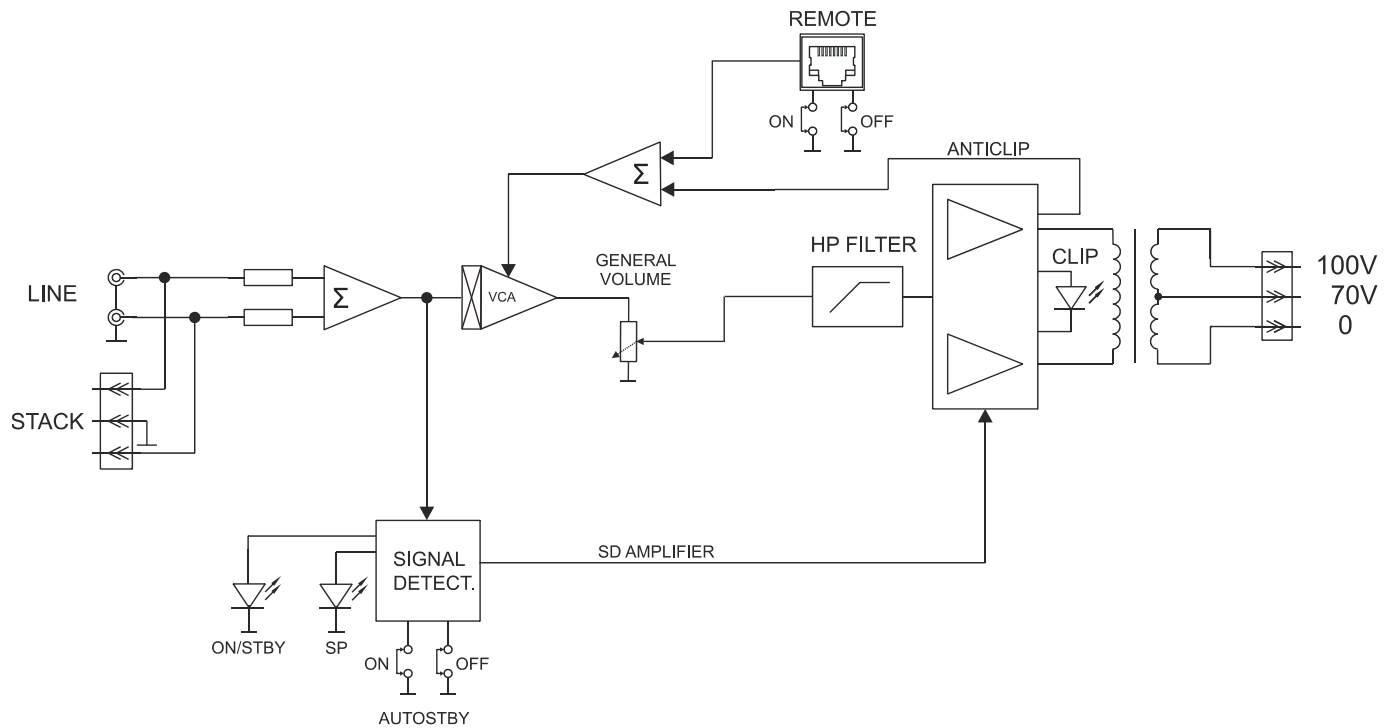 REMOTE
ON
OFF
ANTICLIP
Σ
HP FILTER
CLIP
GENERAL
VOLUME
100V
70V
0
LINE
Σ
VCA
STACK
SIGNAL
DETECT.
SD AMPLIFIER
ON/STBY
SP
ON
OFF
AUTOSTBY